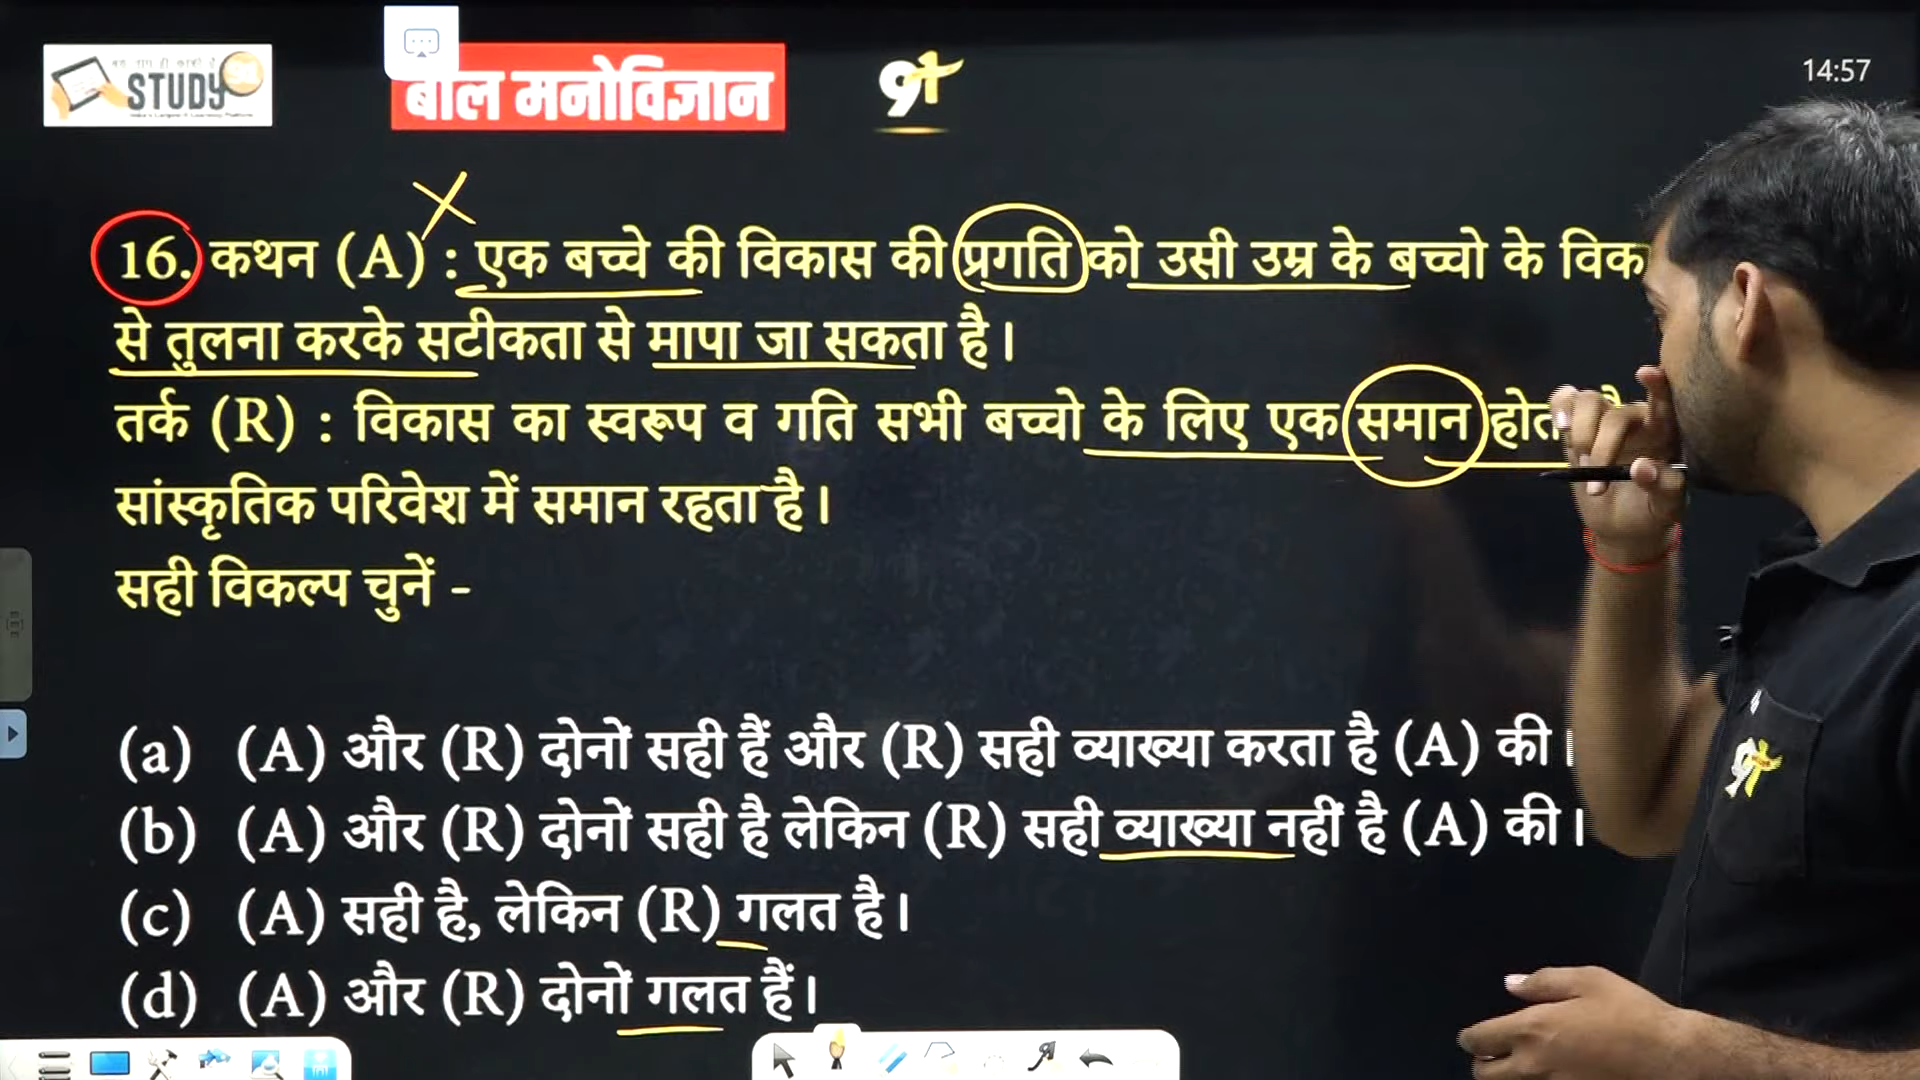 STUDY
बाल मनोविज्ञान
9+
14:57
16. कथन (A) : एक बच्चे की विकास की प्रगति को उसी उम्र के बच्चो के
से तुलना करके सटीकता से मापा जा सकता है।
तर्क (R) : विकास का स्वरूप व गति सभी बच्चो के लिए एक समान
सांस्कृतिक परिवेश में समान रहता है।
सही विकल्प चुनें -
(a) (A) और (R) दोनों सही हैं और (R) सही व्याख्या करता है (A) की।
(b) (A) और (R) दोनों सही है लेकिन (R) सही व्याख्या नहीं है (A) की।
(c) (A) सही है, लेकिन (R) गलत है।
(d) (A) और (R) दोनों गलत हैं।